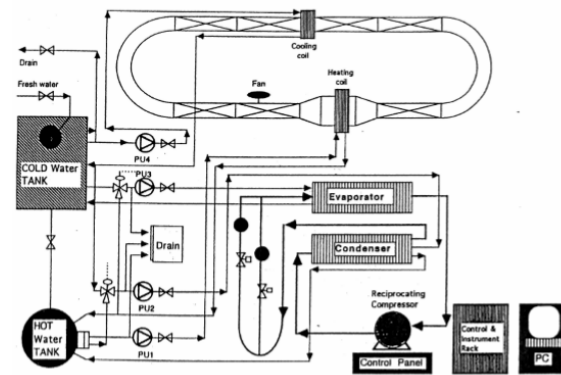 Cooling
coil
Drain
Fan
Heating
coil
Fresh water
PU4
COLD Water
TANK
PU3
Evaporator
Drain
Condenser
PU2
Reciprocating
Compressor
HOT
Water
TANK
PU1
Control &
Instrument
Rack
Control Panel
PC